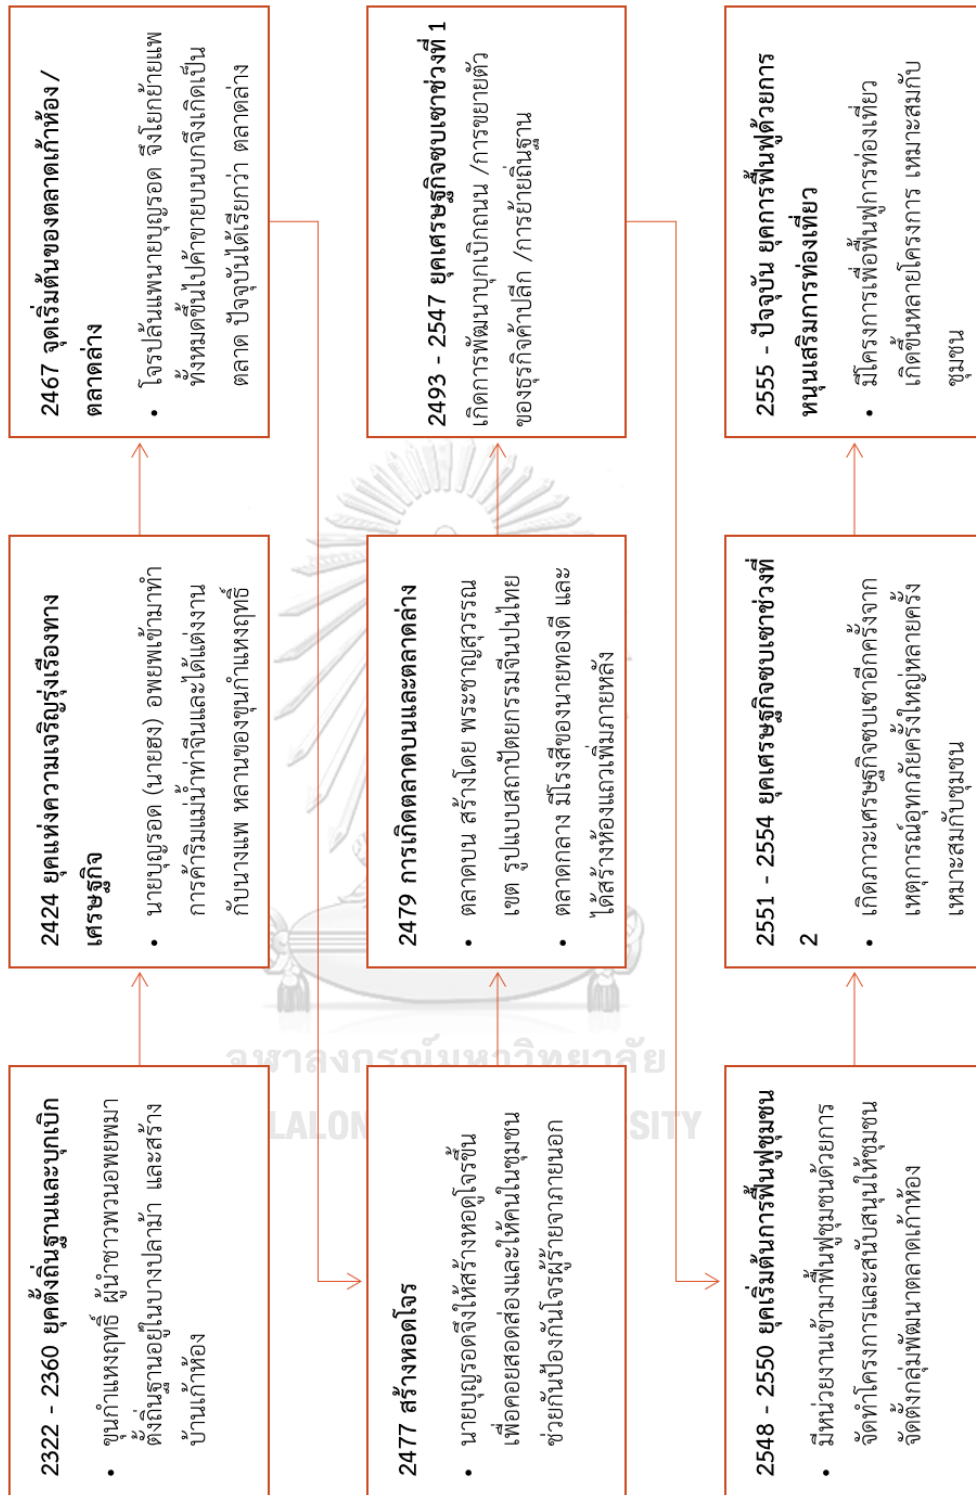 2322 - 2360 ยุคตั้งถิ่นฐานและบุกเบิก
• ขุนกำแหงฤทธิ์ ผู้นำชาวพวนอพยพมา
ตั้งถิ่นฐานอยู่ในบางปลาม้า และสร้าง
บ้านเก้าห้อง
2424 ยุคแห่งความเจริญรุ่งเรืองทาง
เศรษฐกิจ
• นายบุญรอด (นายฮง) อพยพเข้ามาทำ
การค้าริมแม่น้ำท่าจีนและได้แต่งงาน
กับนางแพ หลานของขุนกำแหงฤทธิ์
2467 จุดเริ่มต้นของตลาดเก้าห้อง /
ตลาดล่าง
• โจรปล้นแพนายบุญรอด จึงโยกย้ายแพ
ทั้งหมดขึ้นไปค้าขายบนบกจึงเกิดเป็น
ตลาด ปัจจุบันได้เรียกว่า ตลาดล่าง
2477 สร้างหอดูโจร
• นายบุญรอดจึงให้สร้างหอดูโจรขึ้น
เพื่อคอยสอดส่องและให้คนในชุมชน
ช่วยกันป้องกันโจรผู้ร้ายจาภายนอก
2479 การเกิดตลาดบนและตลาดล่าง
• ตลาดบน สร้างโดย พระชาญสุวรรณ
เขต รูปแบบสถาปัตยกรรมจีนปนไทย
• ตลาดกลาง มีโรงสีของนายทองดี และ
ได้สร้างห้องแถวเพิ่มภายหลัง
2493 - 2547 ยุคเศรษฐกิจซบเซาช่วงที่ 1
เกิดการพัฒนาบุกเบิกถนน /การขยายตัว
ของธุรกิจค้าปลีก /การย้ายถิ่นฐาน
2548 - 2550 ยุคเริ่มต้นการฟื้นฟูชุมชน
• มีหน่วยงานเข้ามาฟื้นฟูชุมชนด้วยการ
จัดทำโครงการและสนับสนุนให้ชุมชน
จัดตั้งกลุ่มพัฒนาตลาดเก้าห้อง
2551 - 2554 ยุคเศรษฐกิจซบเซาช่วงที่
2
• เกิดภาวะเศรษฐกิจซบเซาอีกครั้งจาก
เหตุการณ์อุทกภัยครั้งใหญ่หลายครั้ง
เหมาะสมกับชุมชน
2555 - ปัจจุบัน ยุคการฟื้นฟูด้วยการ
หนุนเสริมการท่องเที่ยว
• มีโครงการเพื่อฟื้นฟูการท่องเที่ยว
เกิดขึ้นหลายโครงการ เหมาะสมกับ
ชุมชน
จุฬาลงกรณ์มหาวิทยาลัย